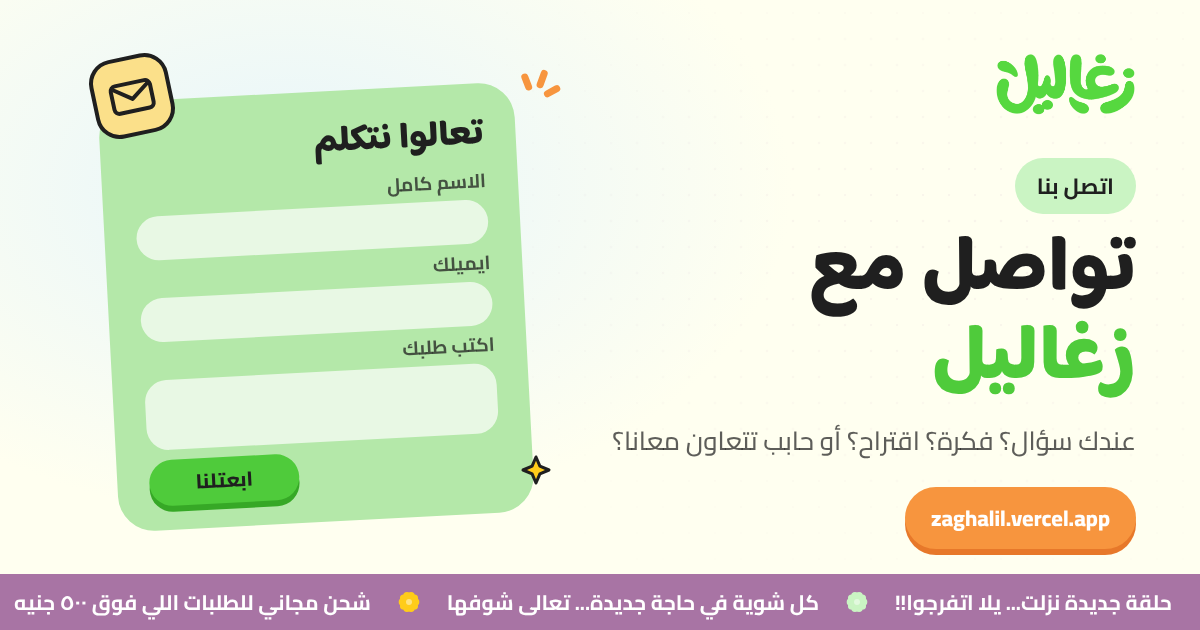 زغاليل
اتصل بنا
تواصل مع
زغاليل
عندك سؤال؟ فكرة؟ اقتراح؟ أو حابب تتعاون معانا؟
zaghalil.vercel.app
تعالوا نتكلم
الاسم كامل
ايميلك
اكتب طلبك
ابعتلنا
حلقة جديدة نزلت... يلا اتفرجوا!! كل شوية في حاجة جديدة... تعالى شوفها شحن مجاني للطلبات اللي فوق ٥٠٠ جنيه